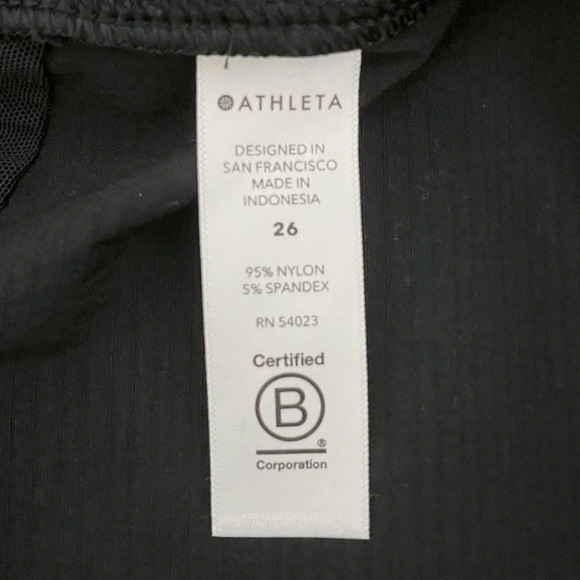 ATHLETA
DESIGNED IN
SAN FRANCISCO
MADE IN
INDONESIA
26
95% NYLON
5% SPANDEX
RN 54023
Certified
B
®
Corporation